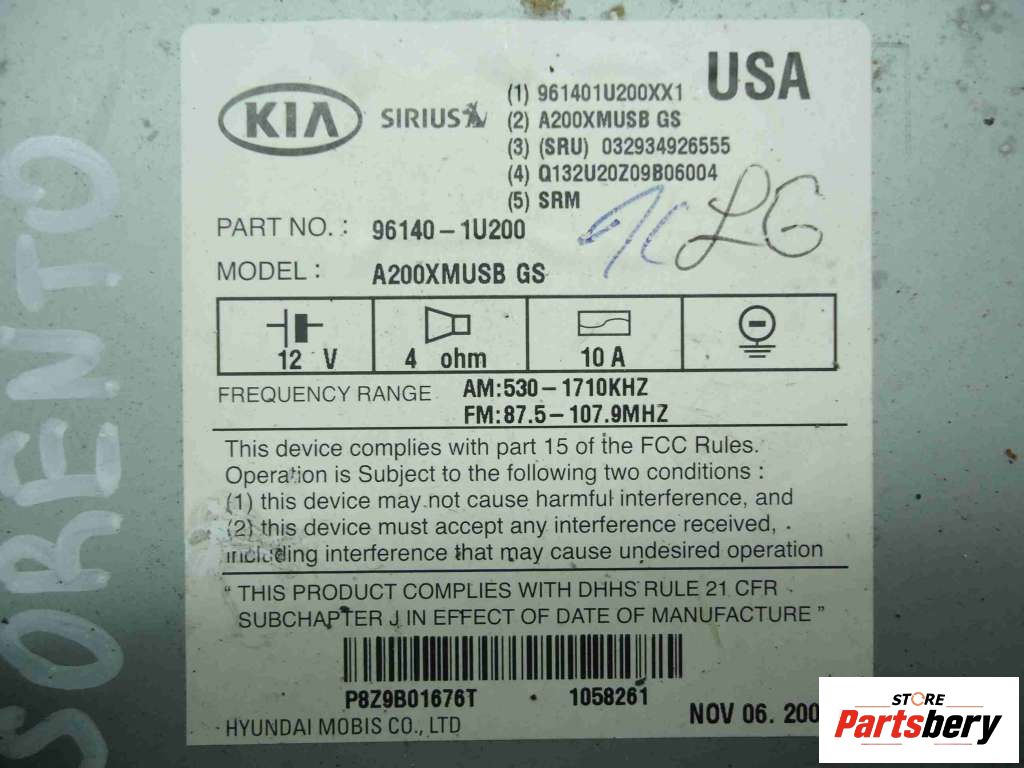 USA
KIA SIRIUS
(1) 961401U200XX1
(2) A200XMUSB GS
(3) (SRU) 032934926555
(4) Q132U20Z09B06004
(5) SRM
LG
PART NO. : 96140-1U200
MODEL : A200XMUSB GS
12 V 4 ohm 10 A
FREQUENCY RANGE AM:530-1710KHZ
FM:87.5-107.9MHZ
This device complies with part 15 of the FCC Rules.
Operation is Subject to the following two conditions :
(1) this device may not cause harmful interference, and
(2) this device must accept any interference received,
including interference that may cause undesired operation
“ THIS PRODUCT COMPLIES WITH DHHS RULE 21 CFR
SUBCHAPTER J IN EFFECT OF DATE OF MANUFACTURE ”
P8Z9B01676T 1058261
HYUNDAI MOBIS CO., LTD NOV 06. 200
SORENTO
STORE
Partsbery